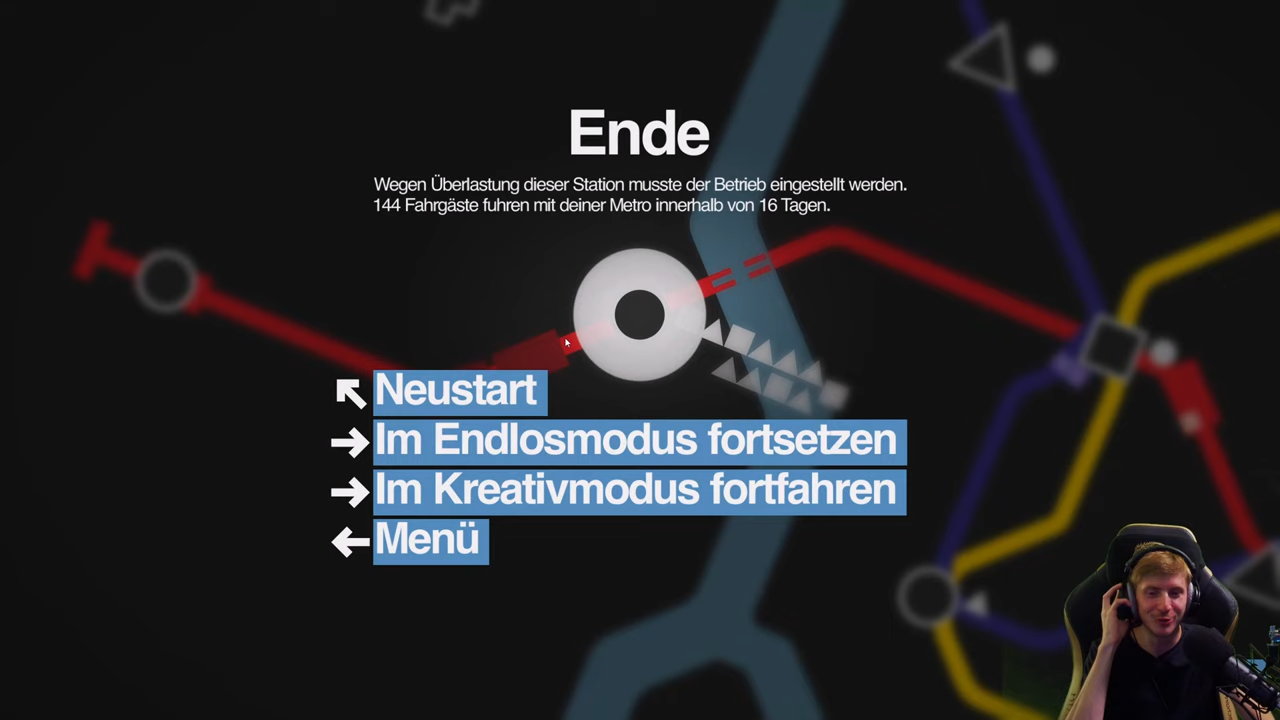 Ende
Wegen Überlastung dieser Station musste der Betrieb eingestellt werden.
144 Fahrgäste fuhren mit deiner Metro innerhalb von 16 Tagen.
Neustart
Im Endlosmodus fortsetzen
Im Kreativmodus fortfahren
Menü